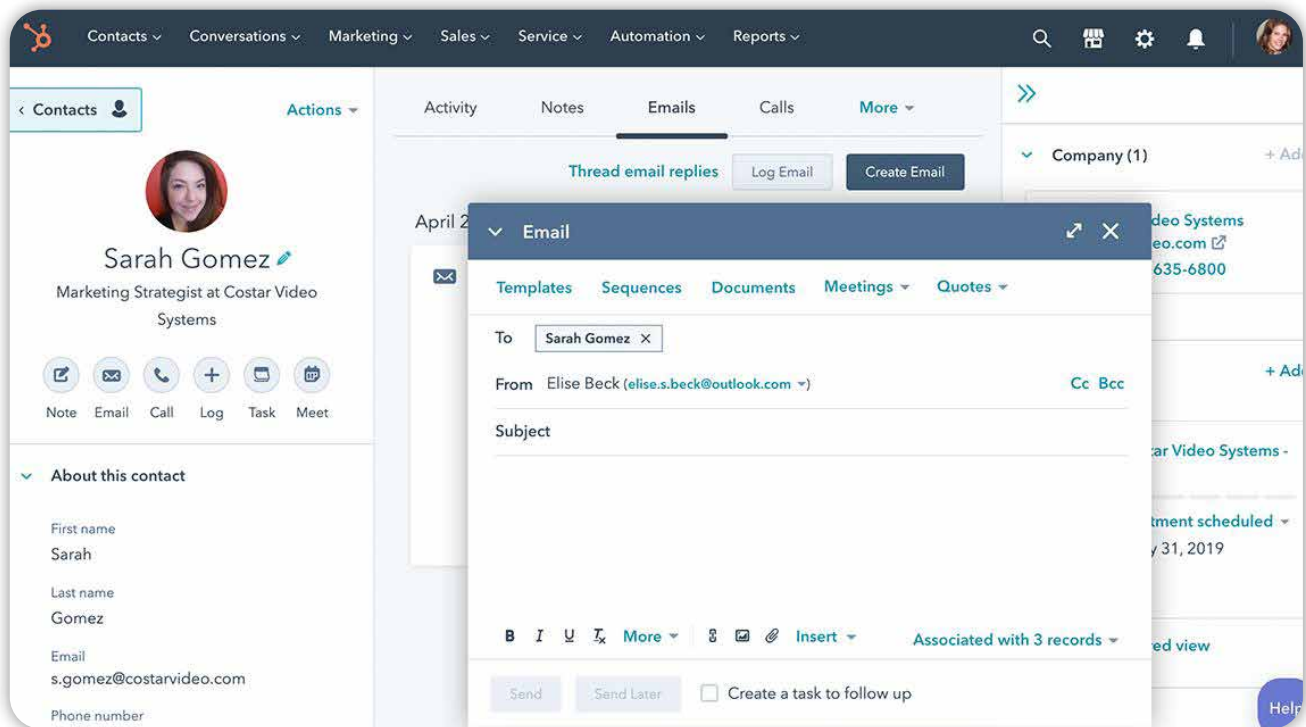 Contacts
Conversations
Marketing
Sales
Service
Automation
Reports
Contacts
Actions
Sarah Gomez
Marketing Strategist at Costar Video
Systems
Note
Email
Call
Log
Task
Meet
About this contact
First name
Sarah
Last name
Gomez
Email
s.gomez@costarvideo.com
Phone number
Activity
Notes
Emails
Calls
More
Thread email replies
Log Email
Create Email
April 2
Email
Templates
Sequences
Documents
Meetings
Quotes
To
Sarah Gomez
From Elise Beck (elise.s.beck@outlook.com)
Cc Bcc
Subject
B I U Tx More
Insert
Associated with 3 records
Send
Send Later
Create a task to follow up
Company (1)
+ Add
deo Systems
eo.com
635-6800
+ Add
ar Video Systems -
tment scheduled
y 31, 2019
ed view
Help